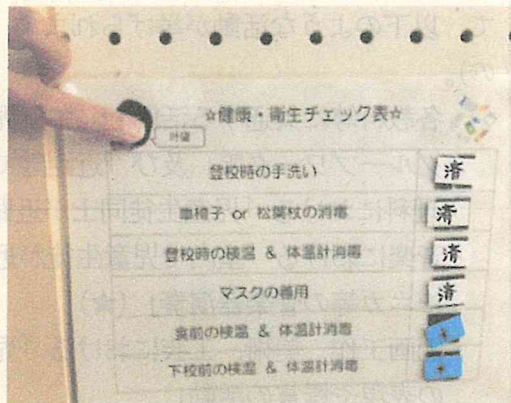 ☆健康・衛生チェック表☆
登校時の手洗い 済
車椅子 or 松葉杖の消毒 済
登校時の検温 & 体温計消毒 済
マスクの着用 済
食前の検温 & 体温計消毒
下校前の検温 & 体温計消毒